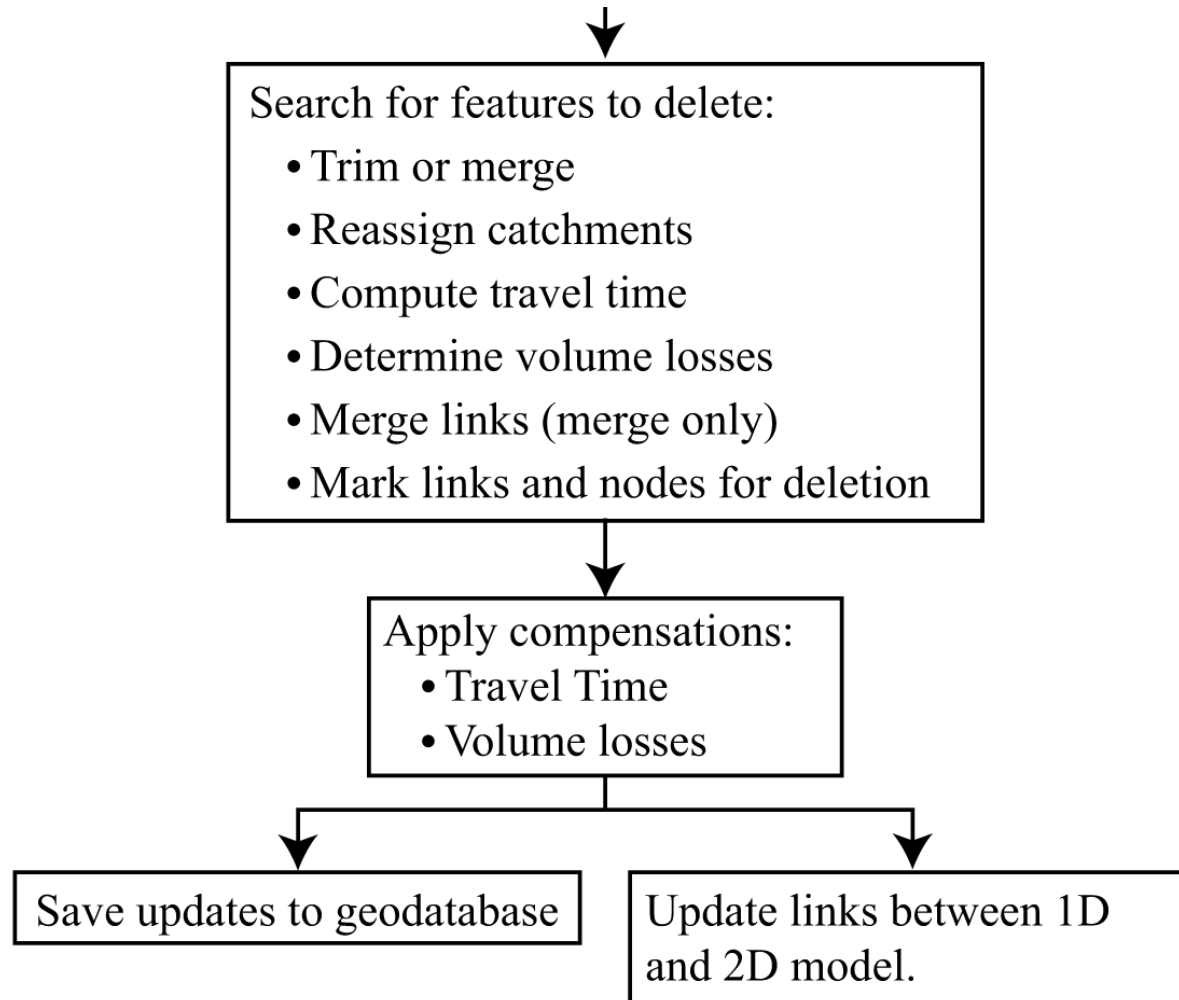 Search for features to delete:
• Trim or merge
• Reassign catchments
• Compute travel time
• Determine volume losses
• Merge links (merge only)
• Mark links and nodes for deletion
Apply compensations:
• Travel Time
• Volume losses
Save updates to geodatabase
Update links between 1D
and 2D model.